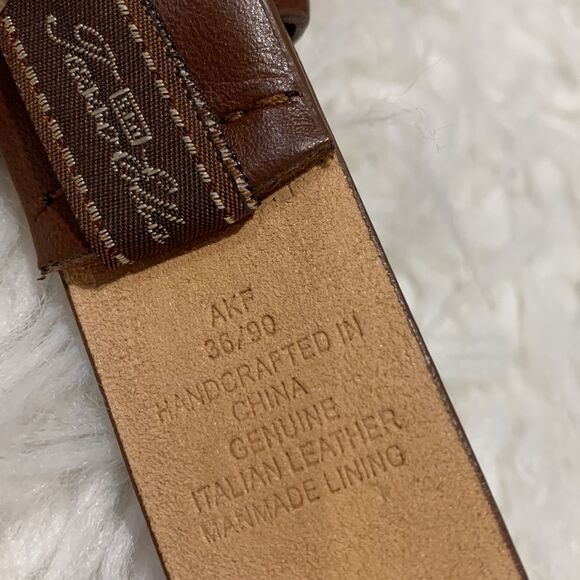 AKF
36/90
HANDCRAFTED IN
CHINA
GENUINE
ITALIAN LEATHER
MANMADE LINING